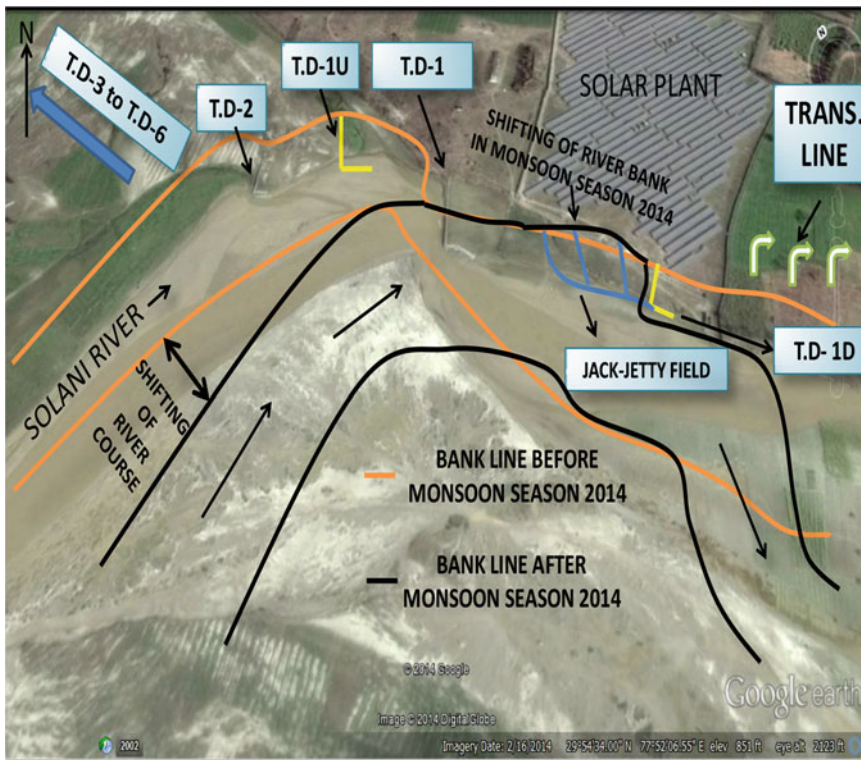 N
T.D-3 to T.D-6
T.D-2
T.D-1U
T.D-1
SOLAR PLANT
TRANS.
LINE
SHIFTING OF RIVER BANK
IN MONSOON SEASON 2014
SOLANI RIVER
SHIFTING
OF
RIVER
COURSE
JACK-JETTY FIELD
T.D- 1D
BANK LINE BEFORE
MONSOON SEASON 2014
BANK LINE AFTER
MONSOON SEASON 2014
© 2014 Google
Image © 2014 DigitalGlobe
Google earth
2002
Imagery Date: 2/16/2014 29°54'34.00" N 77°52'06.55" E elev 851 ft eye alt 2123 ft